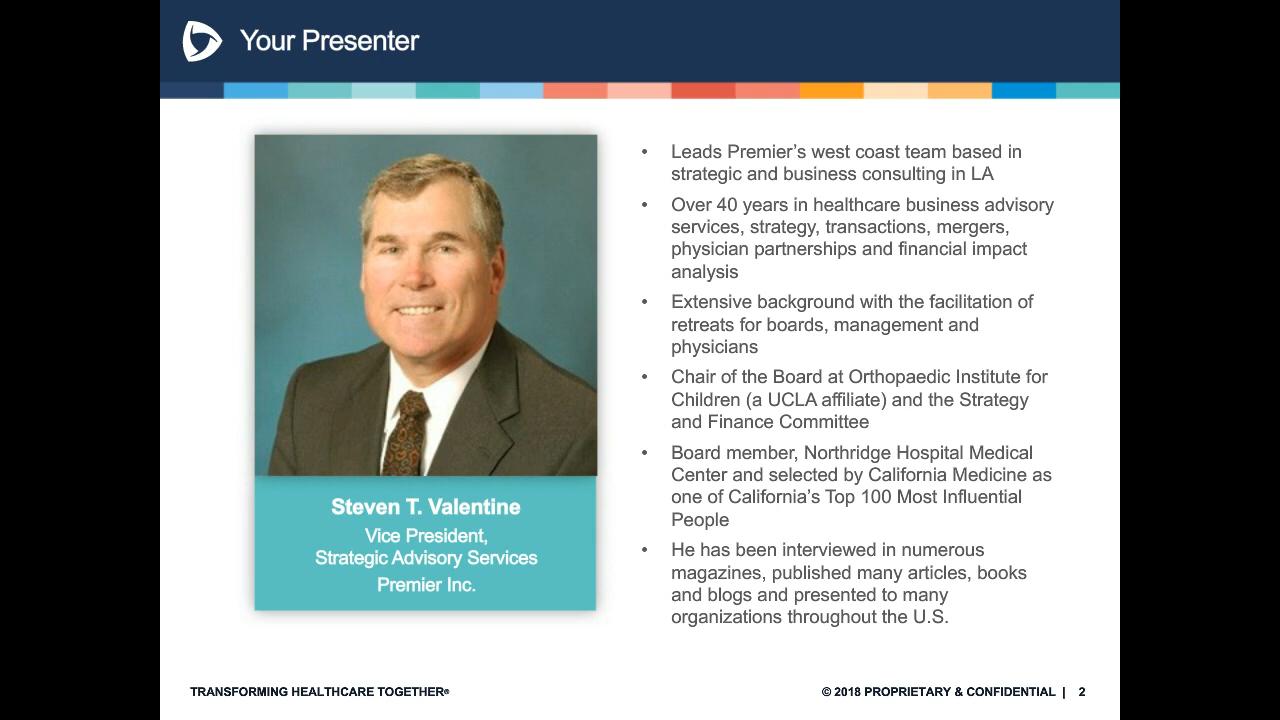 Your Presenter
Steven T. Valentine
Vice President,
Strategic Advisory Services
Premier Inc.
• Leads Premier’s west coast team based in
strategic and business consulting in LA
• Over 40 years in healthcare business advisory
services, strategy, transactions, mergers,
physician partnerships and financial impact
analysis
• Extensive background with the facilitation of
retreats for boards, management and
physicians
• Chair of the Board at Orthopaedic Institute for
Children (a UCLA affiliate) and the Strategy
and Finance Committee
• Board member, Northridge Hospital Medical
Center and selected by California Medicine as
one of California’s Top 100 Most Influential
People
• He has been interviewed in numerous
magazines, published many articles, books
and blogs and presented to many
organizations throughout the U.S.
TRANSFORMING HEALTHCARE TOGETHER®
© 2018 PROPRIETARY & CONFIDENTIAL | 2